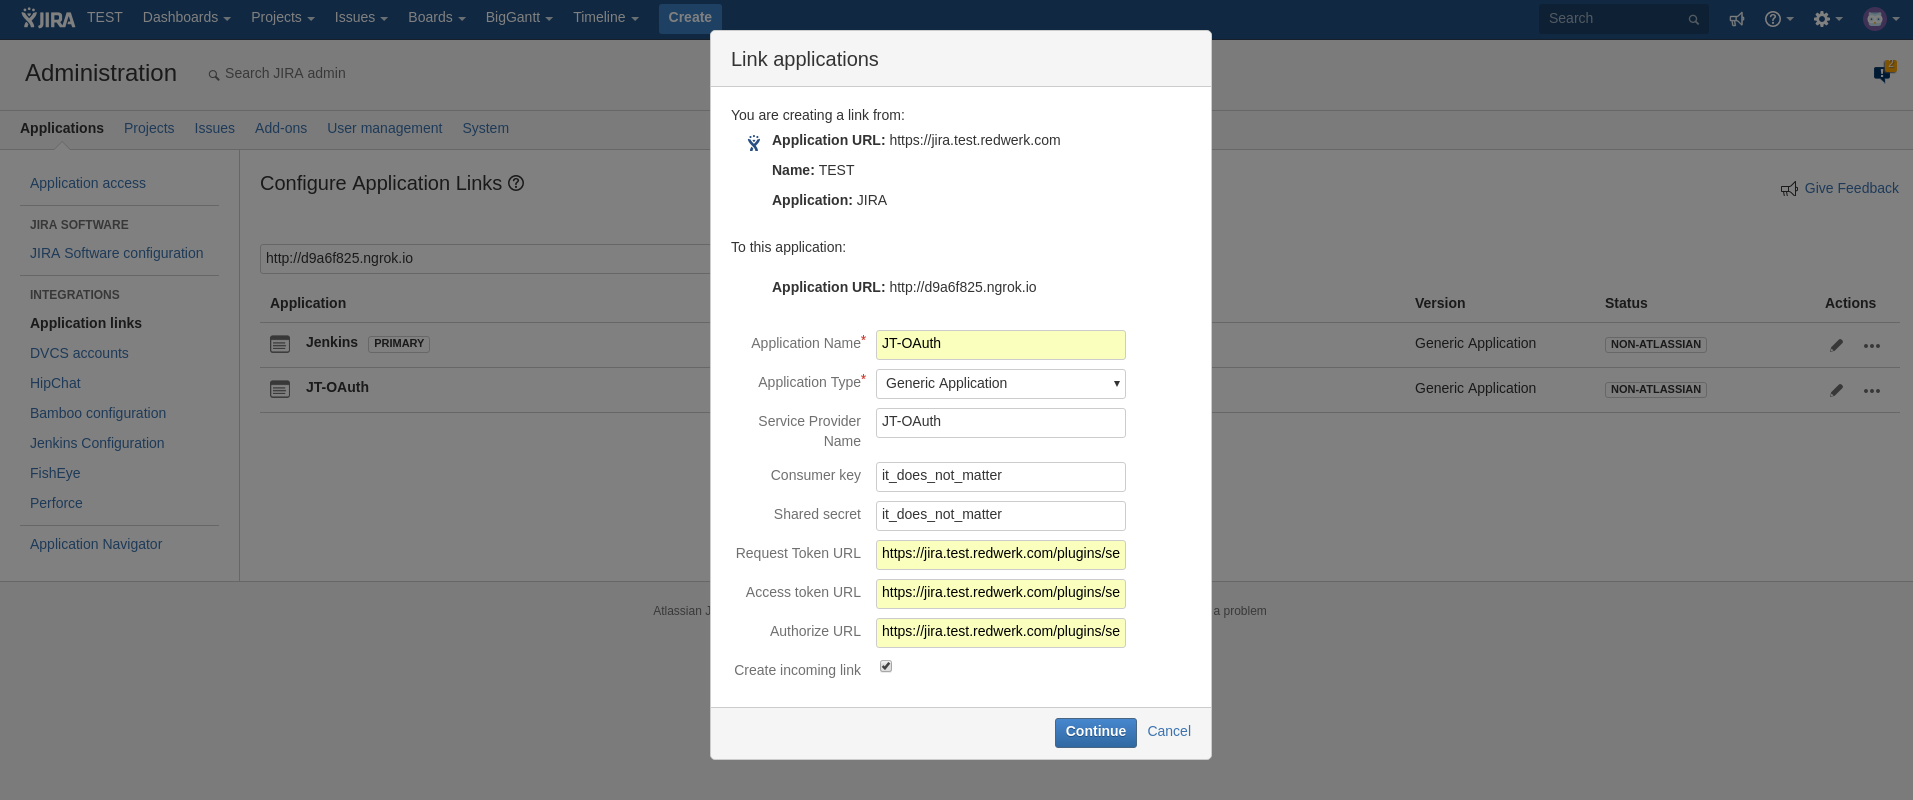 JIRA TEST Dashboards Projects Issues Boards BigGantt Timeline Create Search
Administration Search JIRA admin 2
Applications Projects Issues Add-ons User management System
Application access
JIRA SOFTWARE
JIRA Software configuration
INTEGRATIONS
Application links
DVCS accounts
HipChat
Bamboo configuration
Jenkins Configuration
FishEye
Perforce
Application Navigator
Configure Application Links
Give Feedback
http://d9a6f825.ngrok.io
Application Version Status Actions
Jenkins PRIMARY Generic Application NON-ATLASSIAN
JT-OAuth Generic Application NON-ATLASSIAN
Link applications
You are creating a link from:
Application URL: https://jira.test.redwerk.com
Name: TEST
Application: JIRA
To this application:
Application URL: http://d9a6f825.ngrok.io
Application Name* JT-OAuth
Application Type* Generic Application
Service Provider Name JT-OAuth
Consumer key it_does_not_matter
Shared secret it_does_not_matter
Request Token URL https://jira.test.redwerk.com/plugins/se
Access token URL https://jira.test.redwerk.com/plugins/se
Authorize URL https://jira.test.redwerk.com/plugins/se
Create incoming link
Continue Cancel
Atlassian J a problem